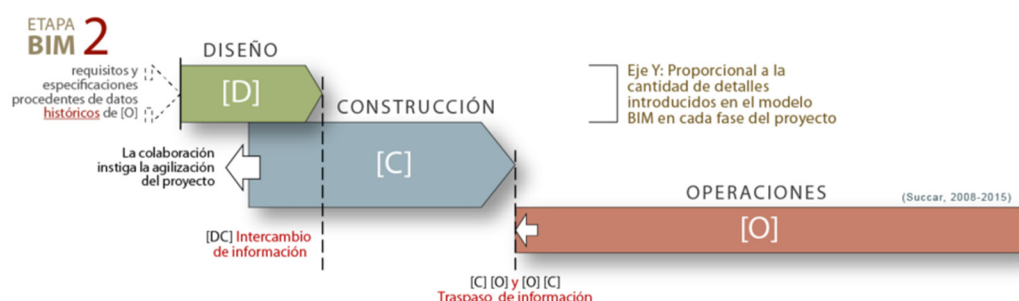 ETAPA
BIM 2
requisitos y
especificaciones
procedentes de datos
históricos de [O]
DISEÑO
[D]
CONSTRUCCIÓN
[C]
La colaboración
instiga la agilización
del proyecto
Eje Y: Proporcional a la
cantidad de detalles
introducidos en el modelo
BIM en cada fase del proyecto
OPERACIONES
(Succar, 2008-2015)
[O]
[DC] Intercambio
de información
[C] [O] y [O] [C]
Traspaso de información